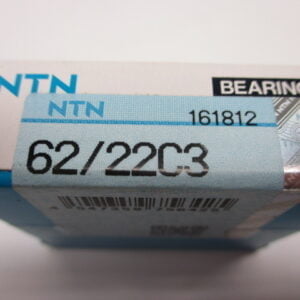 NTN
BEARING
NTN
161812
62/22C3